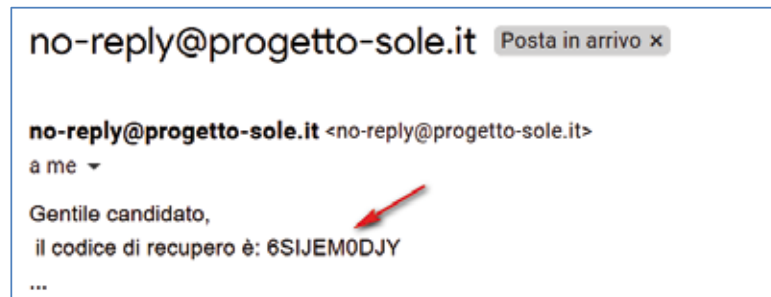 no-reply@progetto-sole.it Posta in arrivo x
no-reply@progetto-sole.it <no-reply@progetto-sole.it>
a me
Gentile candidato,
il codice di recupero è: 6SIJEM0DJY
...